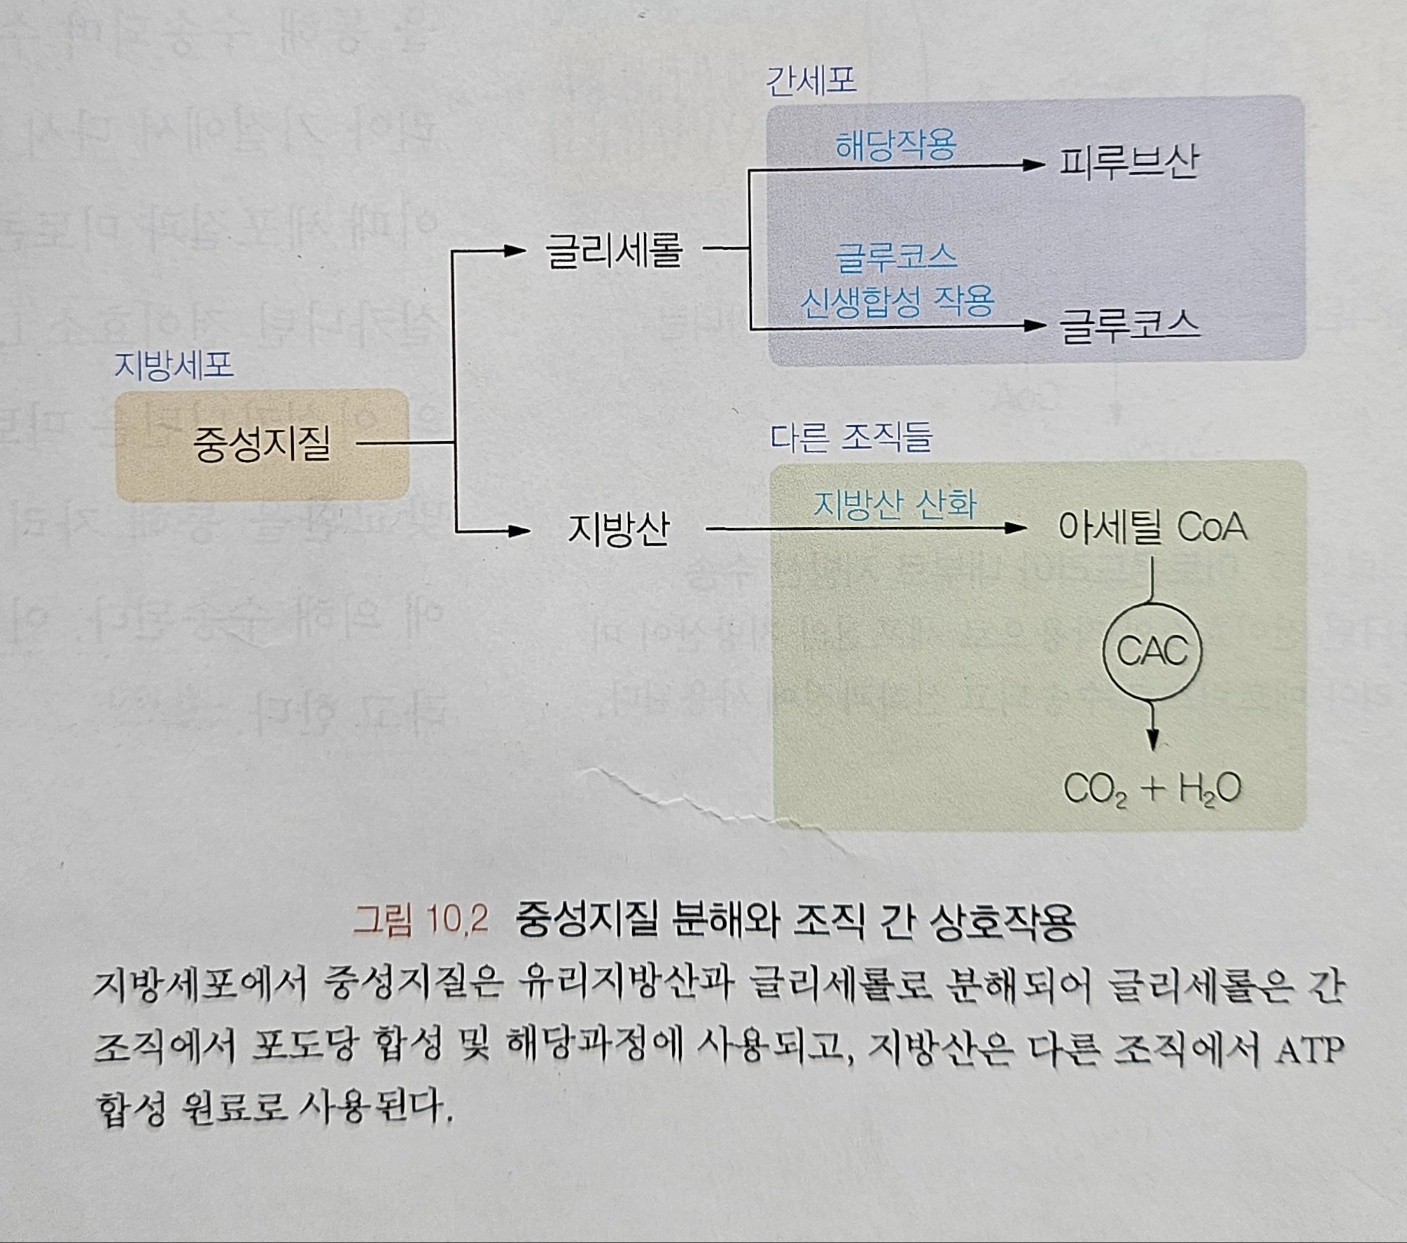 간세포
해당작용
피루브산
글리세롤
글루코스
신생합성 작용
글루코스
지방세포
중성지질
다른 조직들
지방산 산화
지방산
아세틸 CoA
CAC
CO₂ + H₂O
그림 10.2 중성지질 분해와 조직 간 상호작용
지방세포에서 중성지질은 유리지방산과 글리세롤로 분해되어 글리세롤은 간
조직에서 포도당 합성 및 해당과정에 사용되고, 지방산은 다른 조직에서 ATP
합성 원료로 사용된다.